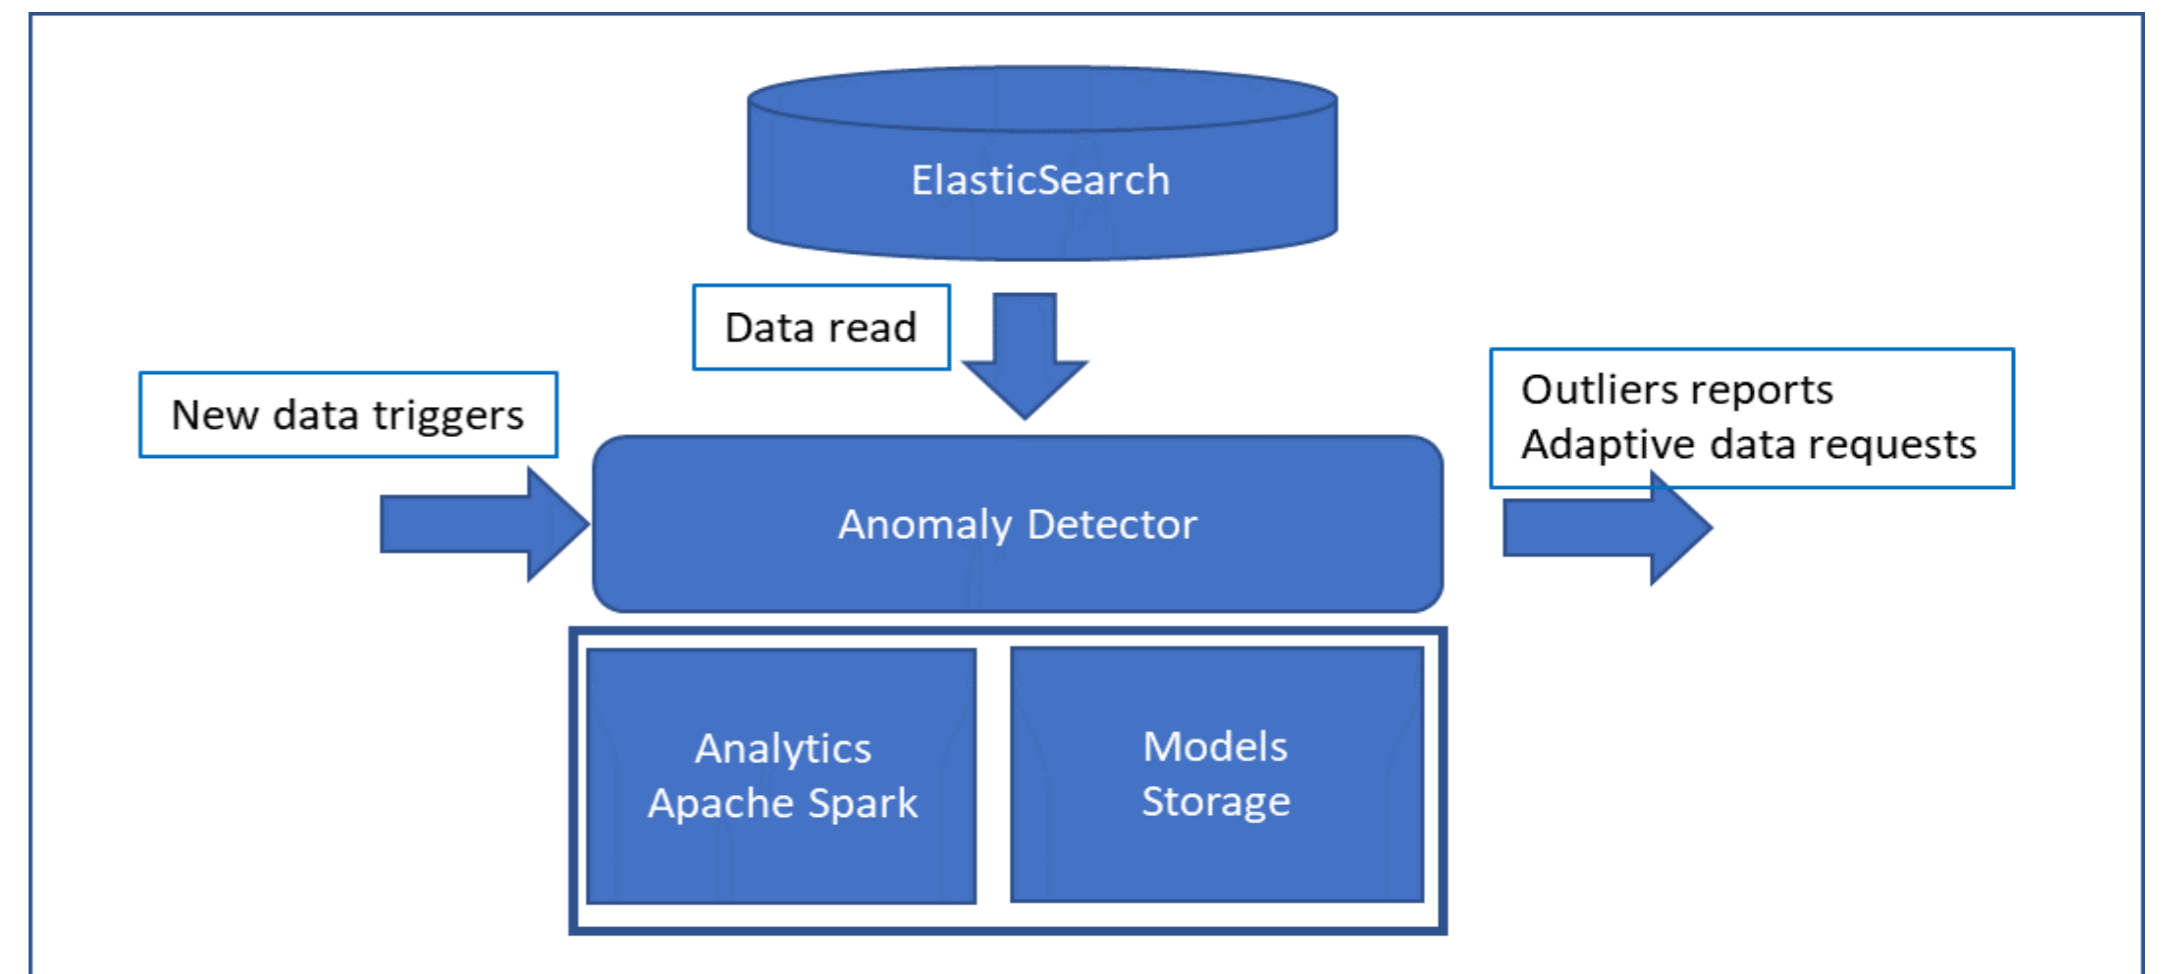 ElasticSearch
Data read
New data triggers
Outliers reports
Adaptive data requests
Anomaly Detector
Analytics
Apache Spark
Models
Storage